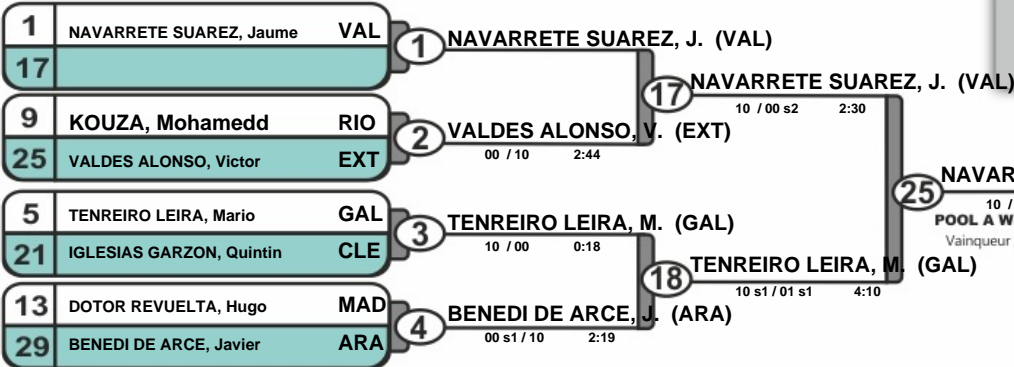 1 NAVARRETE SUAREZ, Jaume VAL
17
1 NAVARRETE SUAREZ, J. (VAL)
9 KOUZA, Mohamedd RIO
25 VALDES ALONSO, Victor EXT
2 VALDES ALONSO, V. (EXT)
00 / 10 2:44
17 NAVARRETE SUAREZ, J. (VAL)
10 / 00 s2 2:30
5 TENREIRO LEIRA, Mario GAL
21 IGLESIAS GARZON, Quintin CLE
3 TENREIRO LEIRA, M. (GAL)
10 / 00 0:18
13 DOTOR REVUELTA, Hugo MAD
29 BENEDI DE ARCE, Javier ARA
4 BENEDI DE ARCE, J. (ARA)
00 s1 / 10 2:19
18 TENREIRO LEIRA, M. (GAL)
10 s1 / 01 s1 4:10
25 NAVAR
10 /
POOL A W
Vainqueur